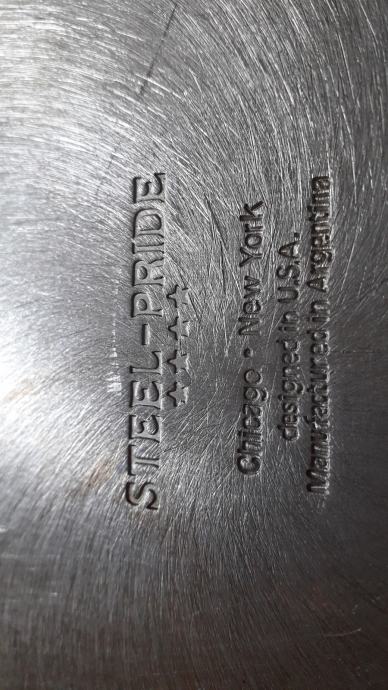 STEEL-PRIDE
★★★★
Chicago • New York
designed in U.S.A.
Manufactured in Argentina